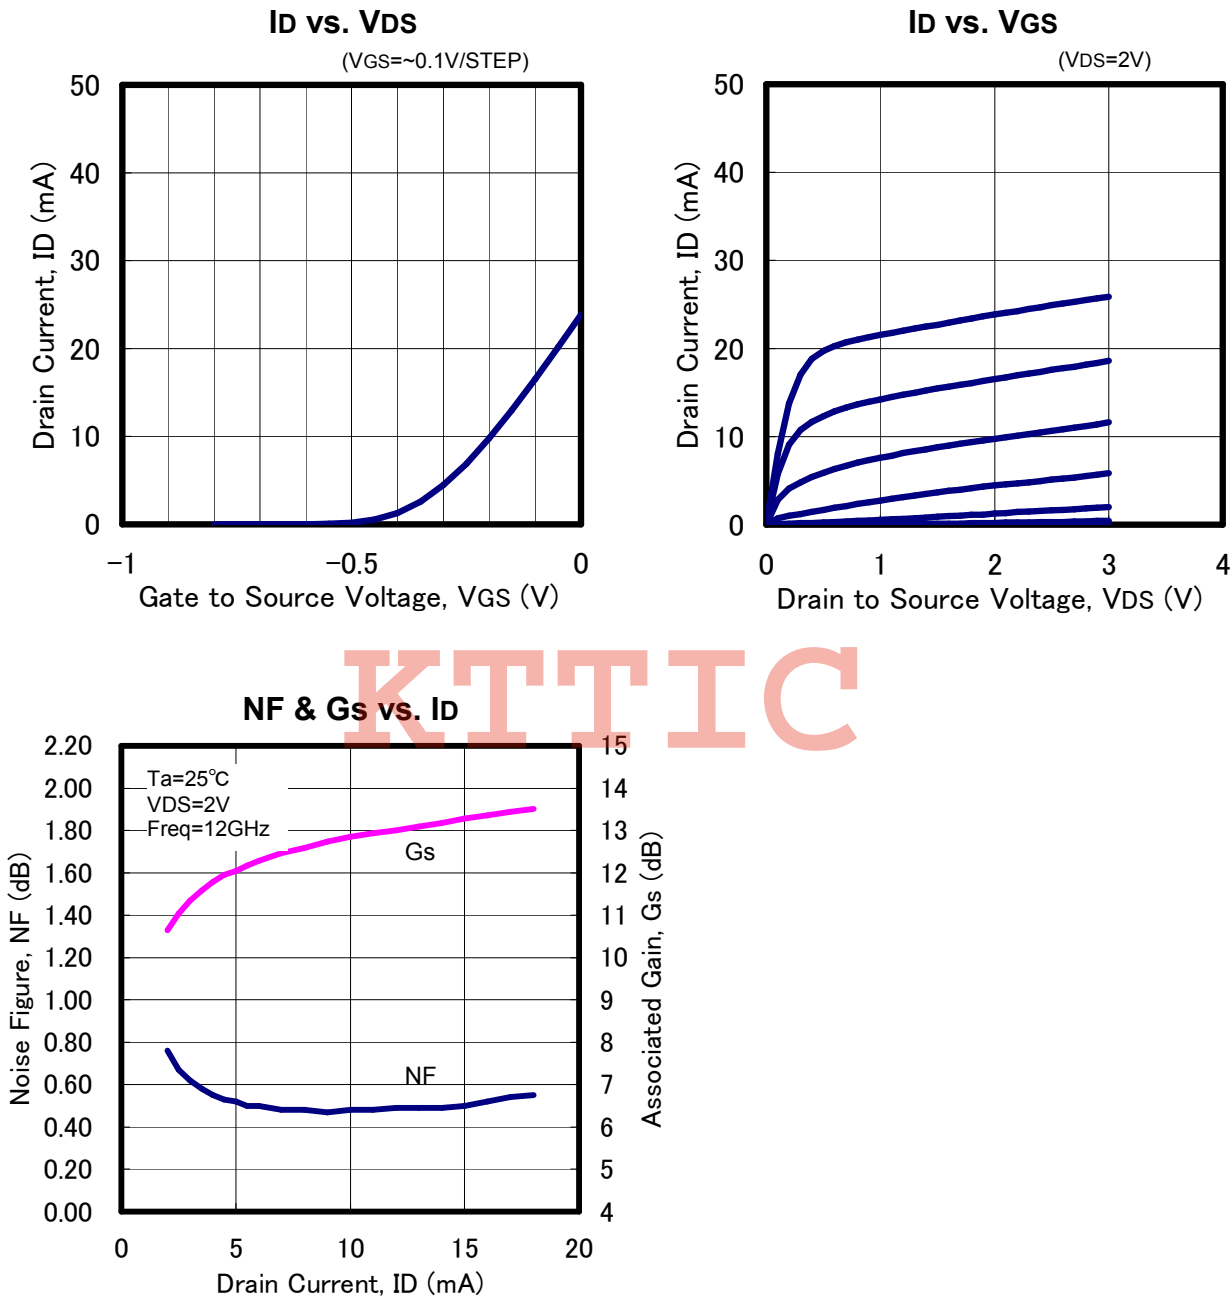 ID vs. VDS
(VGS=~0.1V/STEP)
50
40
30
20
10
0
-1
-0.5
0
Drain Current, ID (mA)
Gate to Source Voltage, VGS (V)
ID vs. VGS
(VDS=2V)
50
40
30
20
10
0
0
1
2
3
4
Drain Current, ID (mA)
Drain to Source Voltage, VDS (V)
KTTIC
NF & Gs vs. ID
2.20
2.00
1.80
1.60
1.40
1.20
1.00
0.80
0.60
0.40
0.20
0.00
Noise Figure, NF (dB)
Ta=25℃
VDS=2V
Freq=12GHz
Gs
NF
15
14
13
12
11
10
9
8
7
6
5
4
Associated Gain, Gs (dB)
0
5
10
15
20
Drain Current, ID (mA)